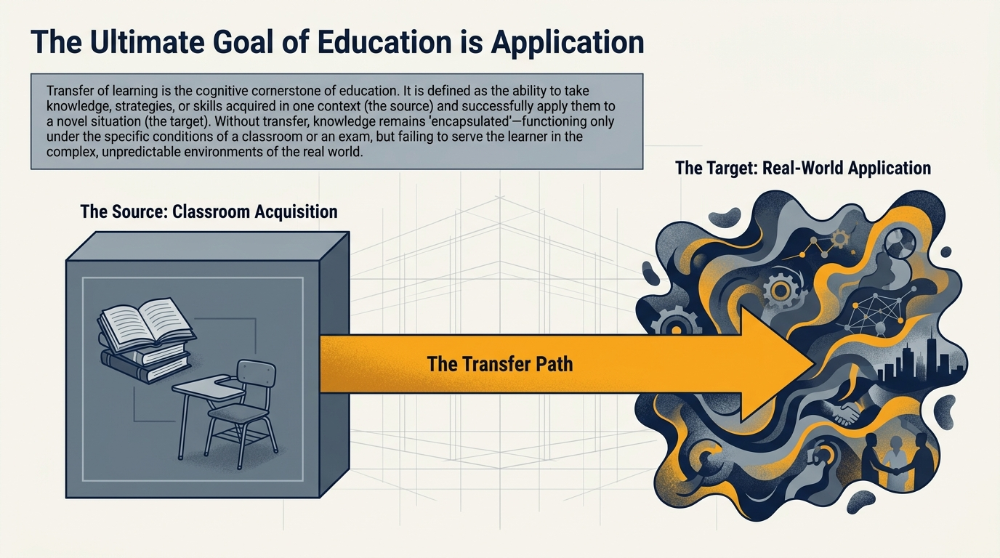 The Ultimate Goal of Education is Application
Transfer of learning is the cognitive cornerstone of education. It is defined as the ability to take
knowledge, strategies, or skills acquired in one context (the source) and successfully apply them to
a novel situation (the target). Without transfer, knowledge remains 'encapsulated'—functioning only
under the specific conditions of a classroom or an exam, but failing to serve the learner in the
complex, unpredictable environments of the real world.
The Source: Classroom Acquisition
The Transfer Path
The Target: Real-World Application